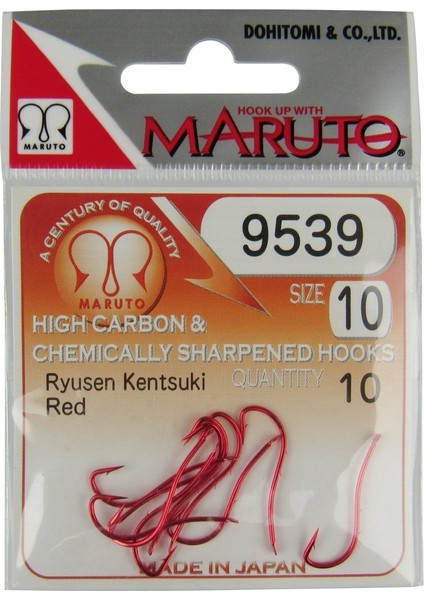 DOHITOMI & CO.,LTD.
MARUTO
HOOK UP WITH
MARUTO®
A CENTURY OF QUALITY
MARUTO
9539
SIZE 10
HIGH CARBON &
CHEMICALLY SHARPENED HOOKS
Ryusen Kentsuki QUANTITY 10
Red
MADE IN JAPAN